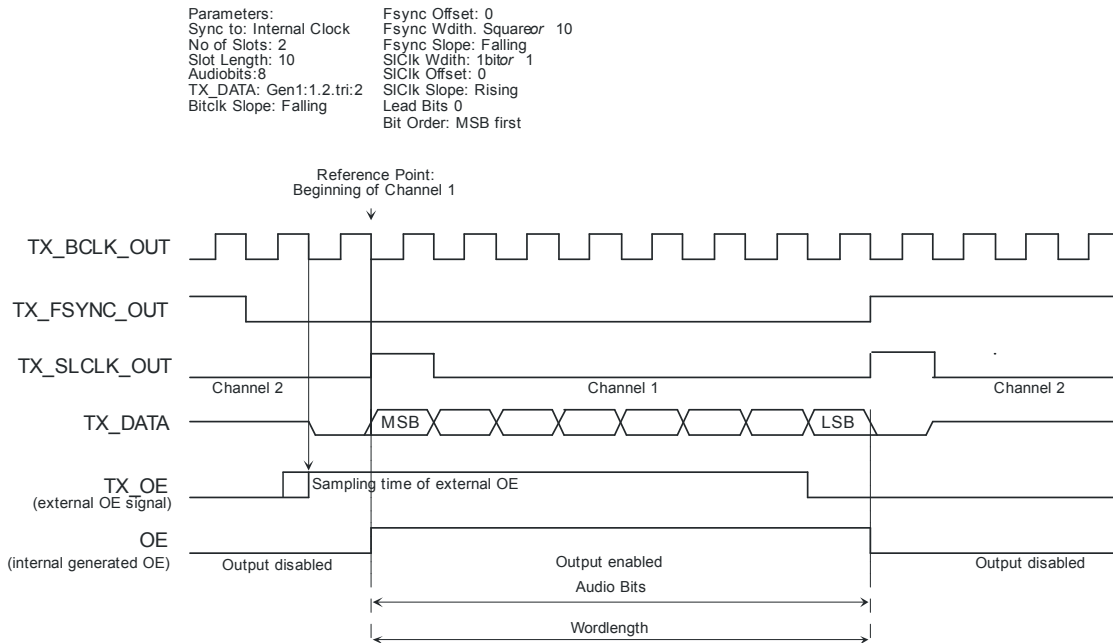 Parameters:
Sync to: Internal Clock
No of Slots: 2
Slot Length: 10
Audiobits:8
TX_DATA: Gen1:1.2.tri:2
Bitclk Slope: Falling
Fsync Offset: 0
Fsync Wdith. Squareor 10
Fsync Slope: Falling
SlClk Wdith: 1bitor 1
SlClk Offset: 0
SlClk Slope: Rising
Lead Bits 0
Bit Order: MSB first
Reference Point:
Beginning of Channel 1
TX_BCLK_OUT
TX_FSYNC_OUT
TX_SLCLK_OUT
Channel 2 Channel 1 Channel 2
TX_DATA MSB LSB
TX_OE Sampling time of external OE
(external OE signal)
OE
(internal generated OE) Output disabled Output enabled Output disabled
Audio Bits
Wordlength